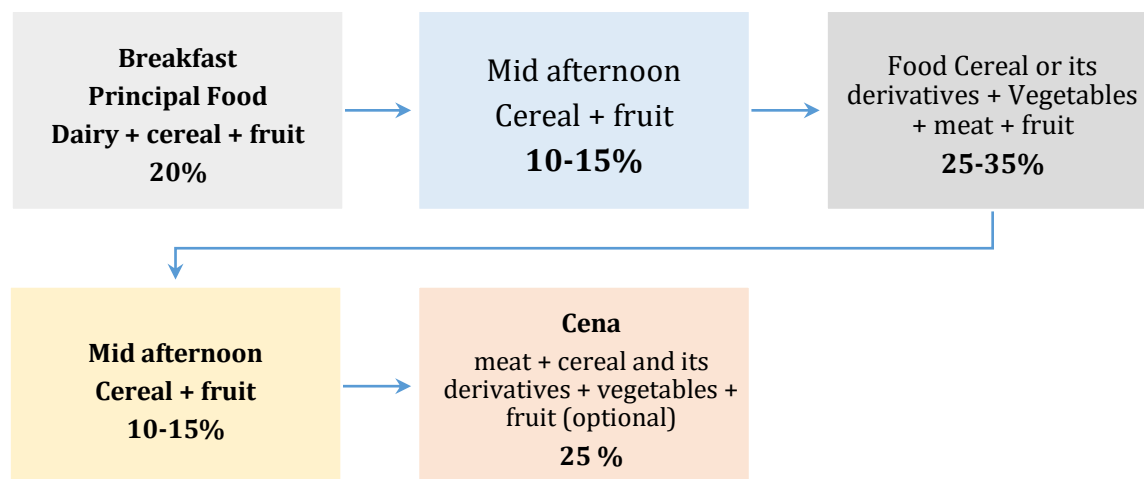 Breakfast
Principal Food
Dairy + cereal + fruit
20%
Mid afternoon
Cereal + fruit
10-15%
Food Cereal or its
derivatives + Vegetables
+ meat + fruit
25-35%
Mid afternoon
Cereal + fruit
10-15%
Cena
meat + cereal and its
derivatives + vegetables +
fruit (optional)
25 %